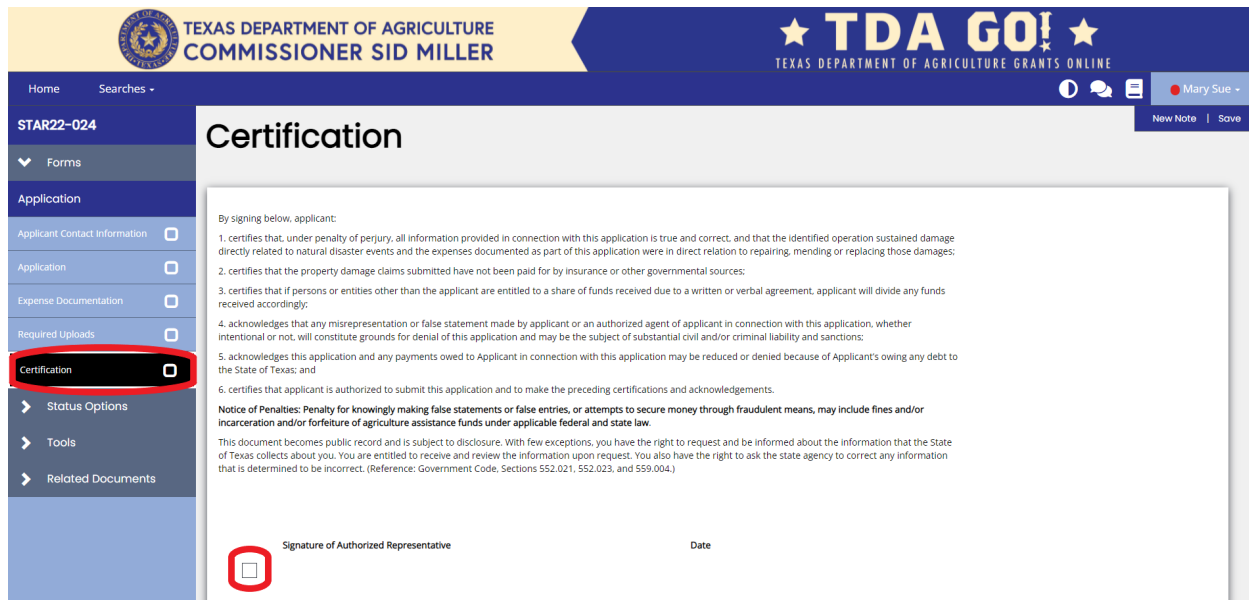 TEXAS DEPARTMENT OF AGRICULTURE
COMMISSIONER SID MILLER
TDA GO!
TEXAS DEPARTMENT OF AGRICULTURE GRANTS ONLINE
Home Searches
Mary Sue
STAR22-024
New Note | Save
Certification
Forms
Application
Applicant Contact Information
Application
Expense Documentation
Required Uploads
Certification
Status Options
Tools
Related Documents
By signing below, applicant:
1. certifies that, under penalty of perjury, all information provided in connection with this application is true and correct, and that the identified operation sustained damage
directly related to natural disaster events and the expenses documented as part of this application were in direct relation to repairing, mending or replacing those damages;
2. certifies that the property damage claims submitted have not been paid for by insurance or other governmental sources;
3. certifies that if persons or entities other than the applicant are entitled to a share of funds received due to a written or verbal agreement, applicant will divide any funds
received accordingly;
4. acknowledges that any misrepresentation or false statement made by applicant or an authorized agent of applicant in connection with this application, whether
intentional or not, will constitute grounds for denial of this application and may be the subject of substantial civil and/or criminal liability and sanctions;
5. acknowledges this application and any payments owed to Applicant in connection with this application may be reduced or denied because of Applicant's owing any debt to
the State of Texas; and
6. certifies that applicant is authorized to submit this application and to make the preceding certifications and acknowledgements.
Notice of Penalties: Penalty for knowingly making false statements or false entries, or attempts to secure money through fraudulent means, may include fines and/or
incarceration and/or forfeiture of agriculture assistance funds under applicable federal and state law.
This document becomes public record and is subject to disclosure. With few exceptions, you have the right to request and be informed about the information that the State
of Texas collects about you. You are entitled to receive and review the information upon request. You also have the right to ask the state agency to correct any information
that is determined to be incorrect. (Reference: Government Code, Sections 552.021, 552.023, and 559.004.)
Signature of Authorized Representative Date